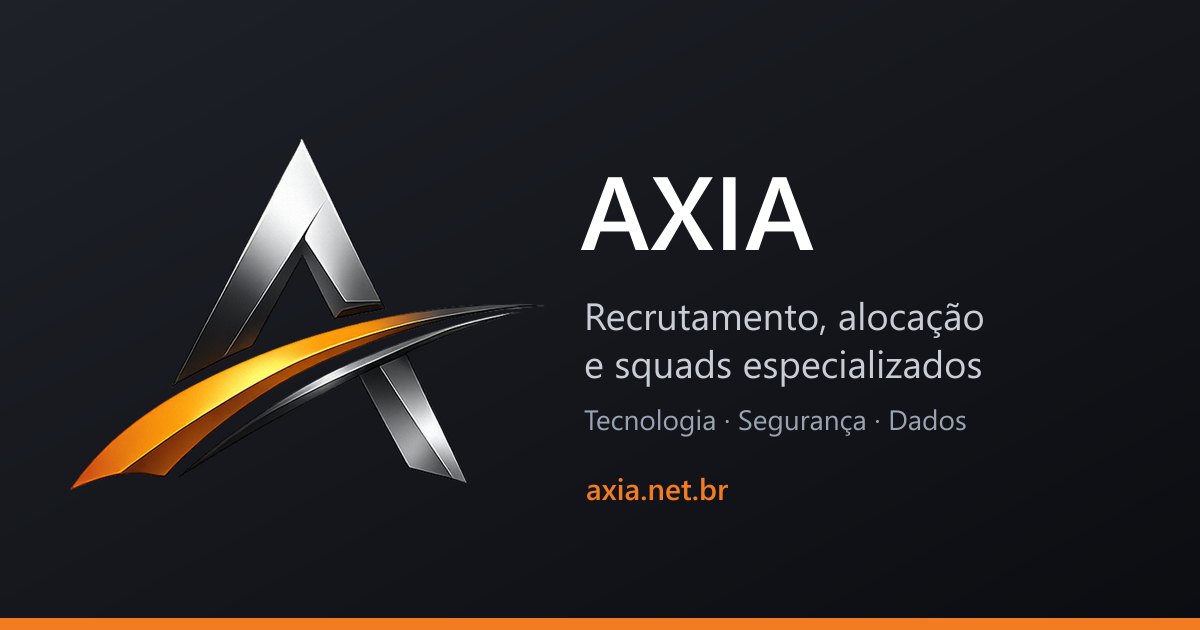 AXIA
Recrutamento, alocação
e squads especializados
Tecnologia · Segurança · Dados
axia.net.br